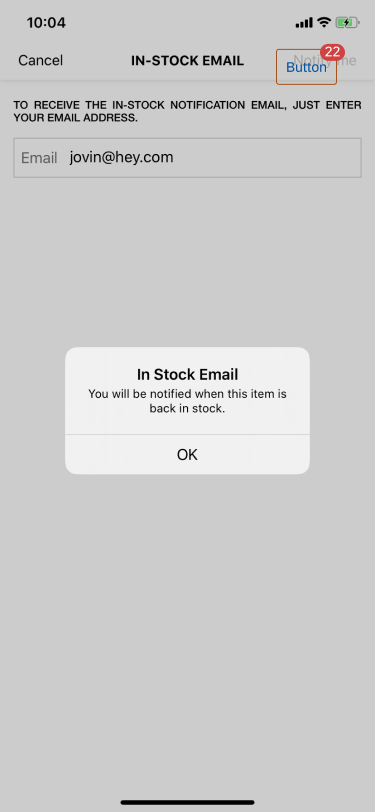 10:04
Cancel
IN-STOCK EMAIL
Notify me
Button
22
TO RECEIVE THE IN-STOCK NOTIFICATION EMAIL, JUST ENTER
YOUR EMAIL ADDRESS.
Email jovin@hey.com
In Stock Email
You will be notified when this item is
back in stock.
OK